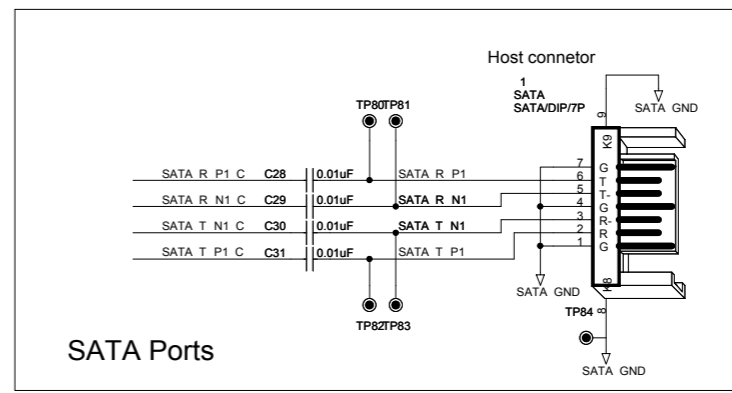 Host connetor
1
SATA
SATA/DIP/7P
TP80TP81
9
SATA GND
K9
7 G
SATA R P1 C C28 0.01uF SATA R P1 6 T
SATA R N1 C C29 0.01uF SATA R N1 5 T-
4 G
SATA T N1 C C30 0.01uF SATA T N1 3 R-
SATA T P1 C C31 0.01uF SATA T P1 2 R
1 G
SATA GND
K8
TP82TP83
TP84
8
SATA Ports
SATA GND